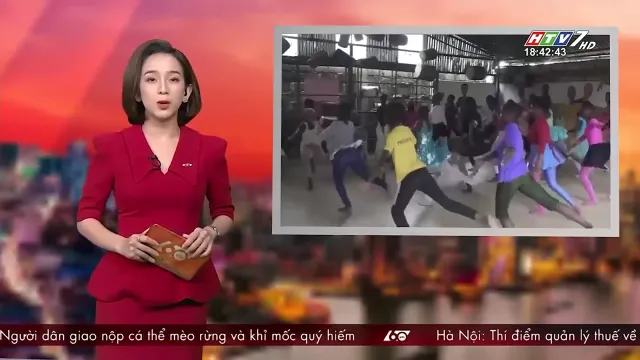 HTV7 HD
18:42:43
Người dân giao nộp cá thể mèo rừng và khỉ mốc quý hiếm 60 Hà Nội: Thí điểm quản lý thuế về